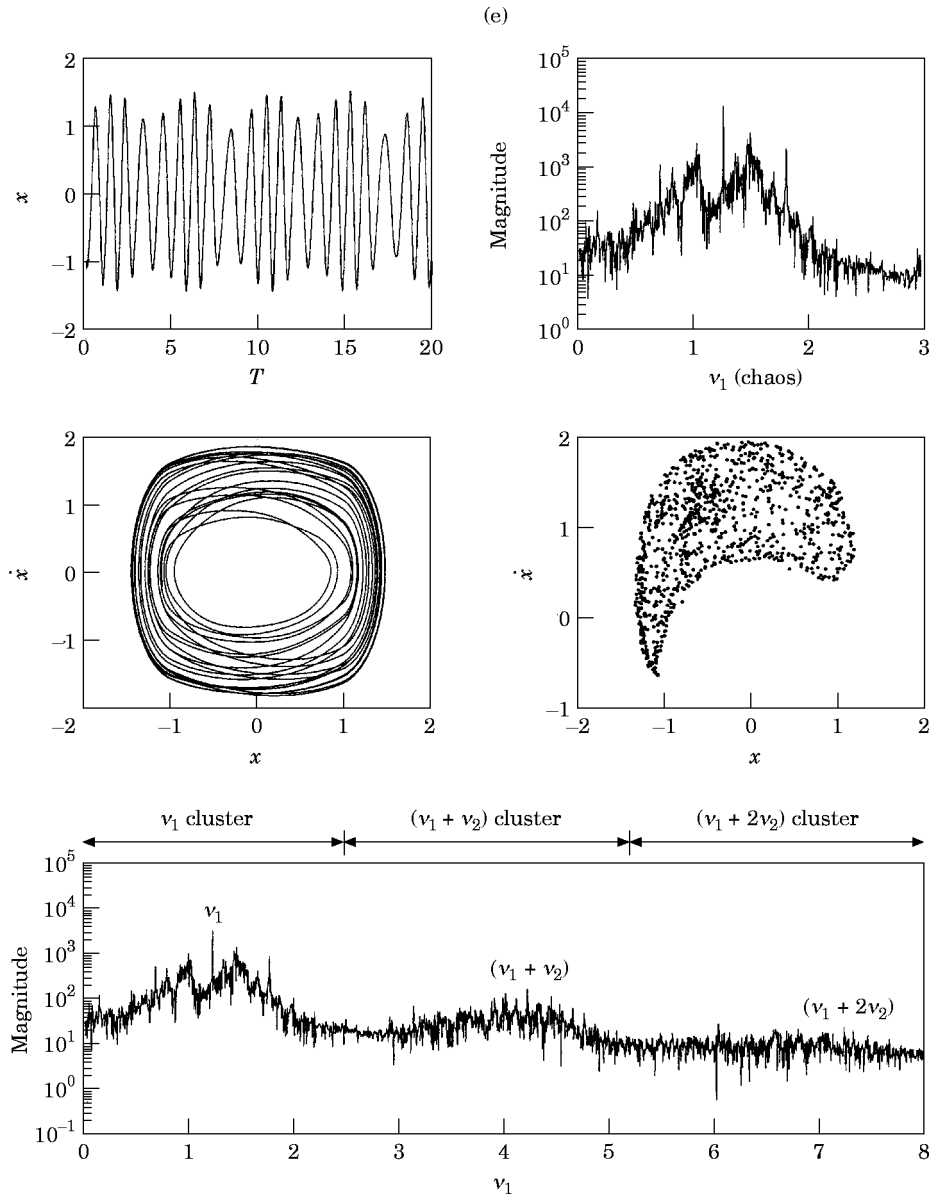 (e)
2
1
0
−1
−2
x
0 5 10 15 20
T
10^5
10^4
10^3
10^2
10^1
10^0
Magnitude
0 1 2 3
ν1 (chaos)
2
1
0
−1
−2 −1 0 1 2
ẋ
x
2
1
0
−1
−2 −1 0 1 2
ẋ
x
ν1 cluster (ν1 + ν2) cluster (ν1 + 2ν2) cluster
10^5
10^4
10^3
10^2
10^1
10^0
10^−1
Magnitude
ν1
(ν1 + ν2)
(ν1 + 2ν2)
0 1 2 3 4 5 6 7 8
ν1